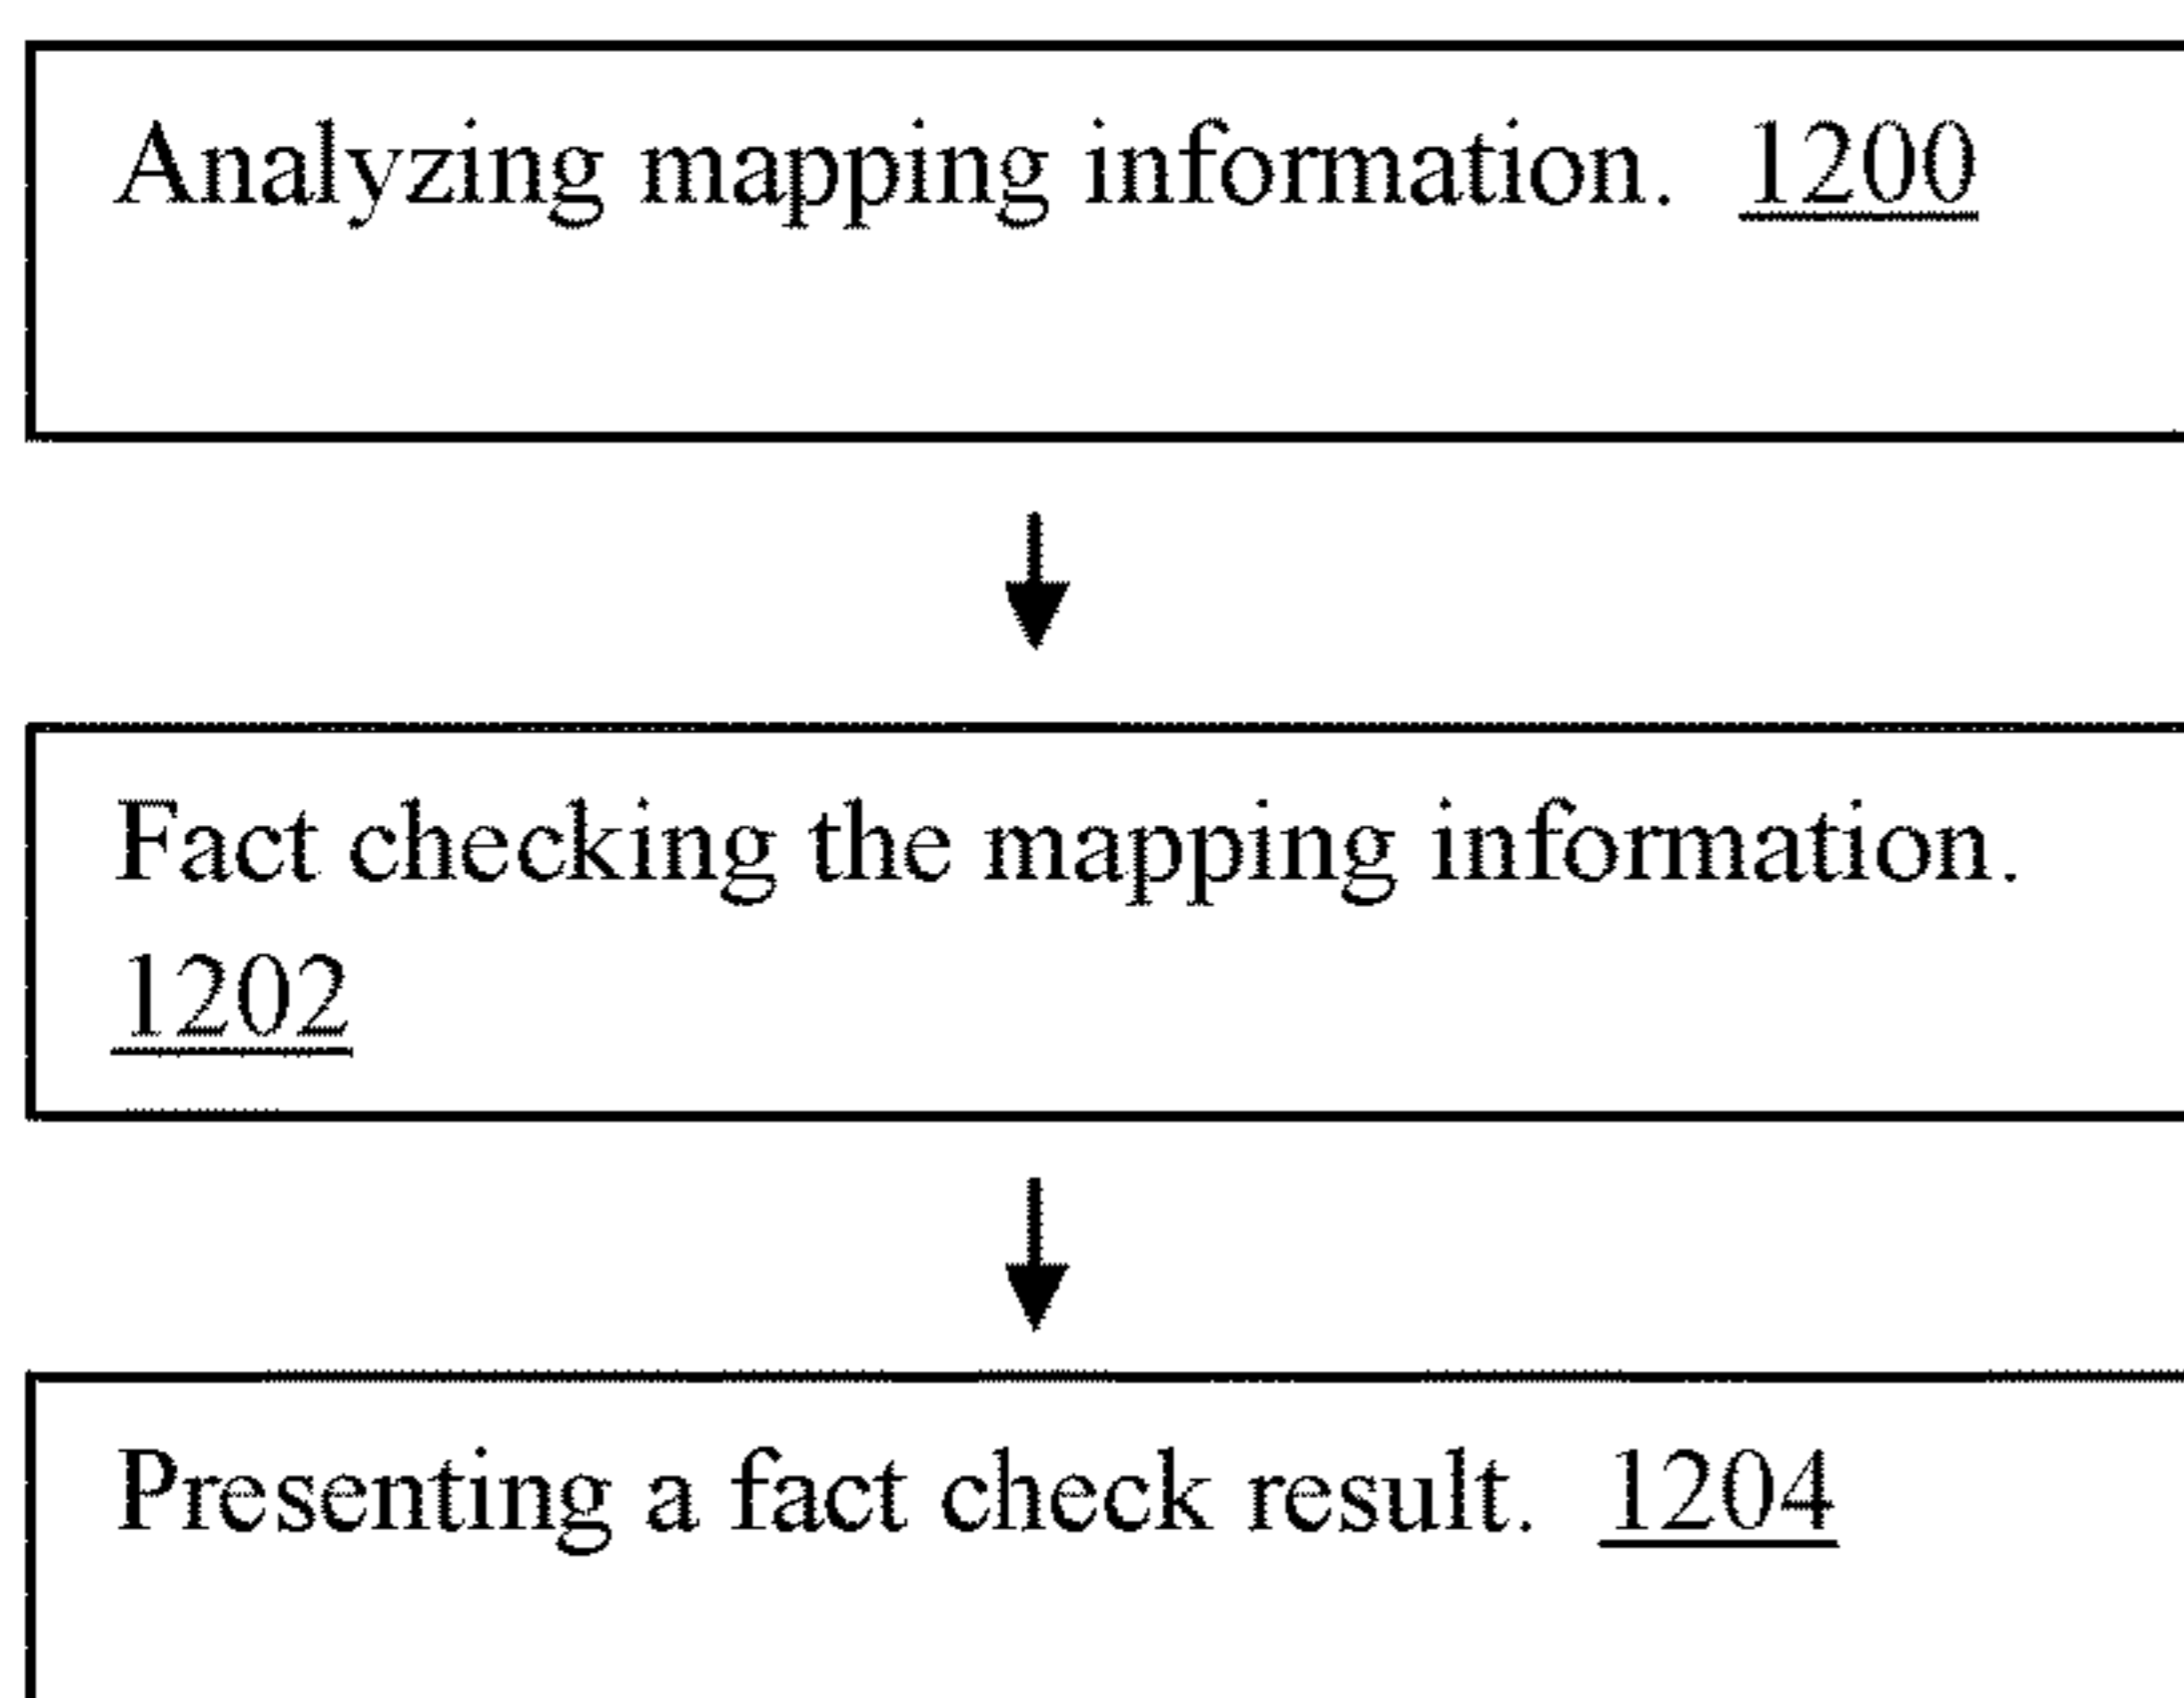 Analyzing mapping information. 1200
Fact checking the mapping information.
1202
Presenting a fact check result. 1204